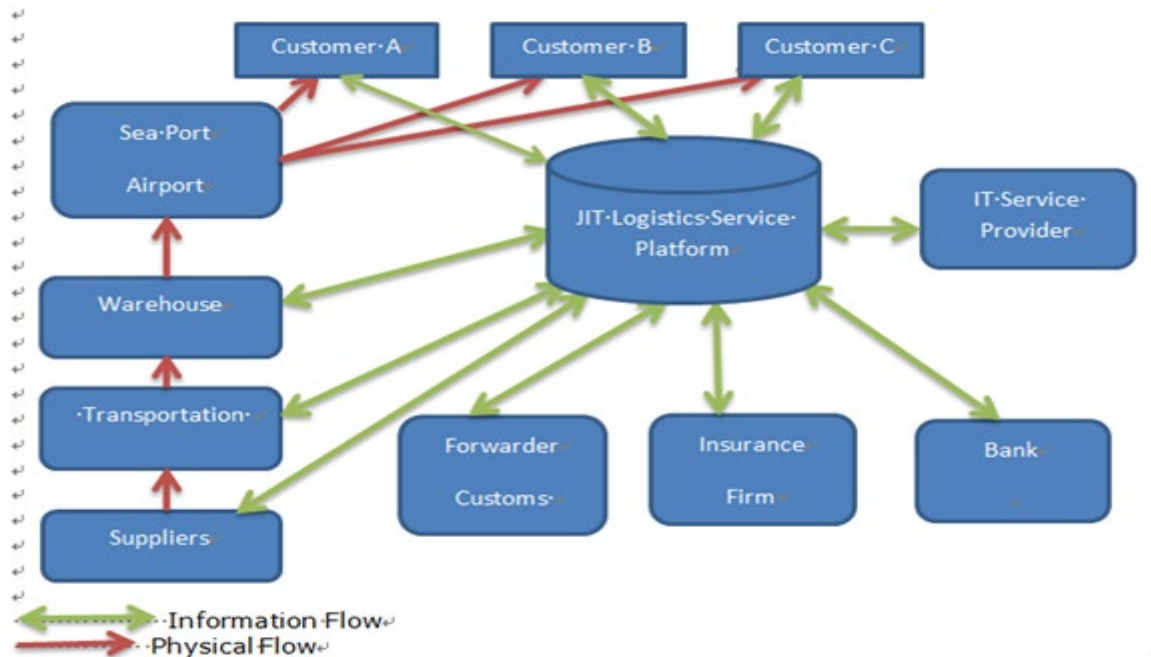 Customer A
Customer B
Customer C
Sea Port
Airport
JIT Logistics Service
Platform
IT Service
Provider
Warehouse
Transportation
Forwarder
Customs
Insurance
Firm
Bank
Suppliers
Information Flow
Physical Flow